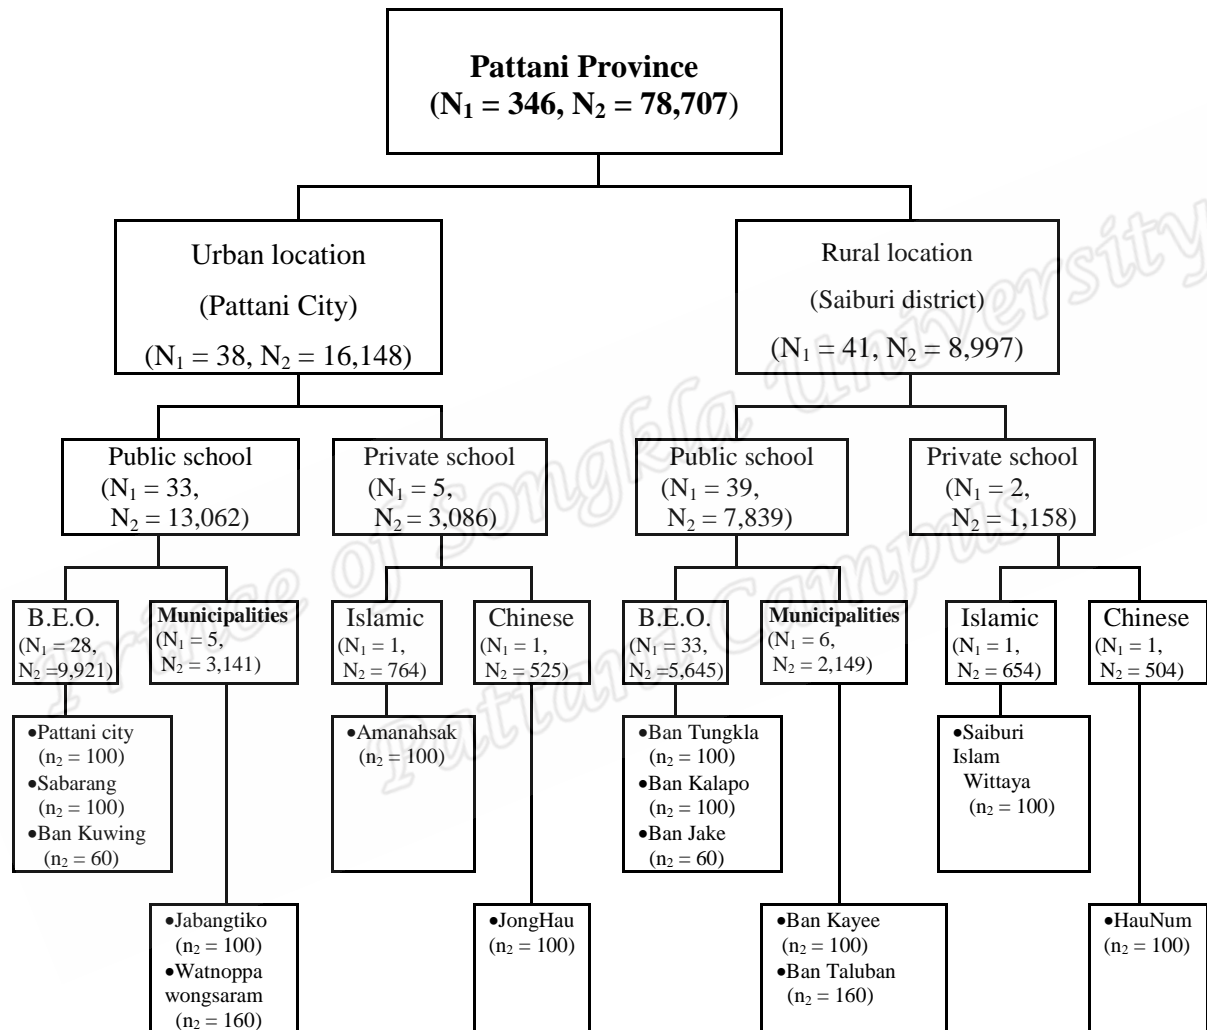 Pattani Province
(N₁ = 346, N₂ = 78,707)
Urban location
(Pattani City)
(N₁ = 38, N₂ = 16,148)
Rural location
(Saiburi district)
(N₁ = 41, N₂ = 8,997)
Public school
(N₁ = 33,
N₂ = 13,062)
Private school
(N₁ = 5,
N₂ = 3,086)
Public school
(N₁ = 39,
N₂ = 7,839)
Private school
(N₁ = 2,
N₂ = 1,158)
B.E.O.
(N₁ = 28,
N₂ =9,921)
Municipalities
(N₁ = 5,
N₂ = 3,141)
Islamic
(N₁ = 1,
N₂ = 764)
Chinese
(N₁ = 1,
N₂ = 525)
B.E.O.
(N₁ = 33,
N₂ =5,645)
Municipalities
(N₁ = 6,
N₂ = 2,149)
Islamic
(N₁ = 1,
N₂ = 654)
Chinese
(N₁ = 1,
N₂ = 504)
•Pattani city
(n₂ = 100)
•Sabarang
(n₂ = 100)
•Ban Kuwing
(n₂ = 60)
•Amanahsak
(n₂ = 100)
•Ban Tungkla
(n₂ = 100)
•Ban Kalapo
(n₂ = 100)
•Ban Jake
(n₂ = 60)
•Saiburi
Islam
Wittaya
(n₂ = 100)
•Jabangtiko
(n₂ = 100)
•Watnoppa
wongsaram
(n₂ = 160)
•JongHau
(n₂ = 100)
•Ban Kayee
(n₂ = 100)
•Ban Taluban
(n₂ = 160)
•HauNum
(n₂ = 100)
Prince of Songkla University
Pattani Campus